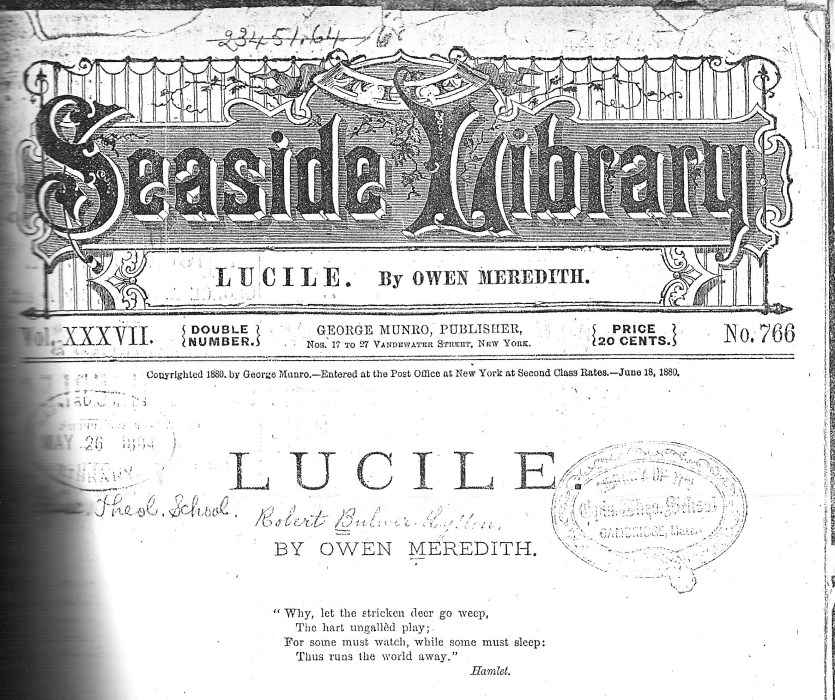 23451.64
Seaside Library
LUCILE. By OWEN MEREDITH.
Vol. XXXVII. {DOUBLE NUMBER.} GEORGE MUNRO, PUBLISHER, {PRICE 20 CENTS.} No. 766
Nos. 17 to 27 Vandewater Street, New York.
Copyrighted 1880, by George Munro.—Entered at the Post Office at New York at Second Class Rates.—June 18, 1880.
MAY 26
LIBRARY
LUCILE.
Theol. School.
Robert Bulwer-Lytton.
CAMBRIDGE, MASS.
BY OWEN MEREDITH.
"Why, let the stricken deer go weep,
The hart ungallèd play;
For some must watch, while some must sleep:
Thus runs the world away."
Hamlet.